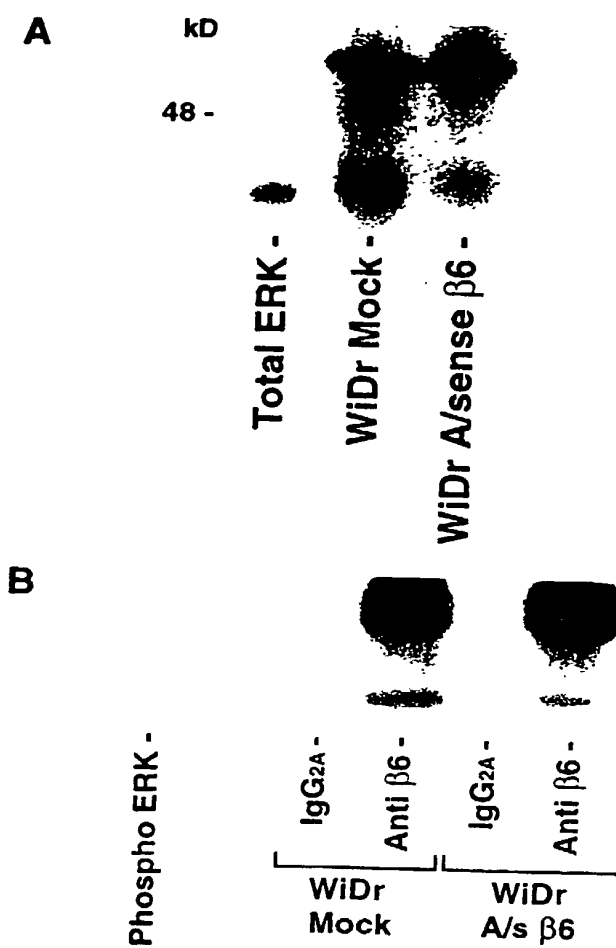 A
kD
48 -
Total ERK -
WiDr Mock -
WiDr A/sense β6 -
B
Phospho ERK -
IgG2A -
Anti β6 -
IgG2A -
Anti β6 -
WiDr
Mock
WiDr
A/s β6